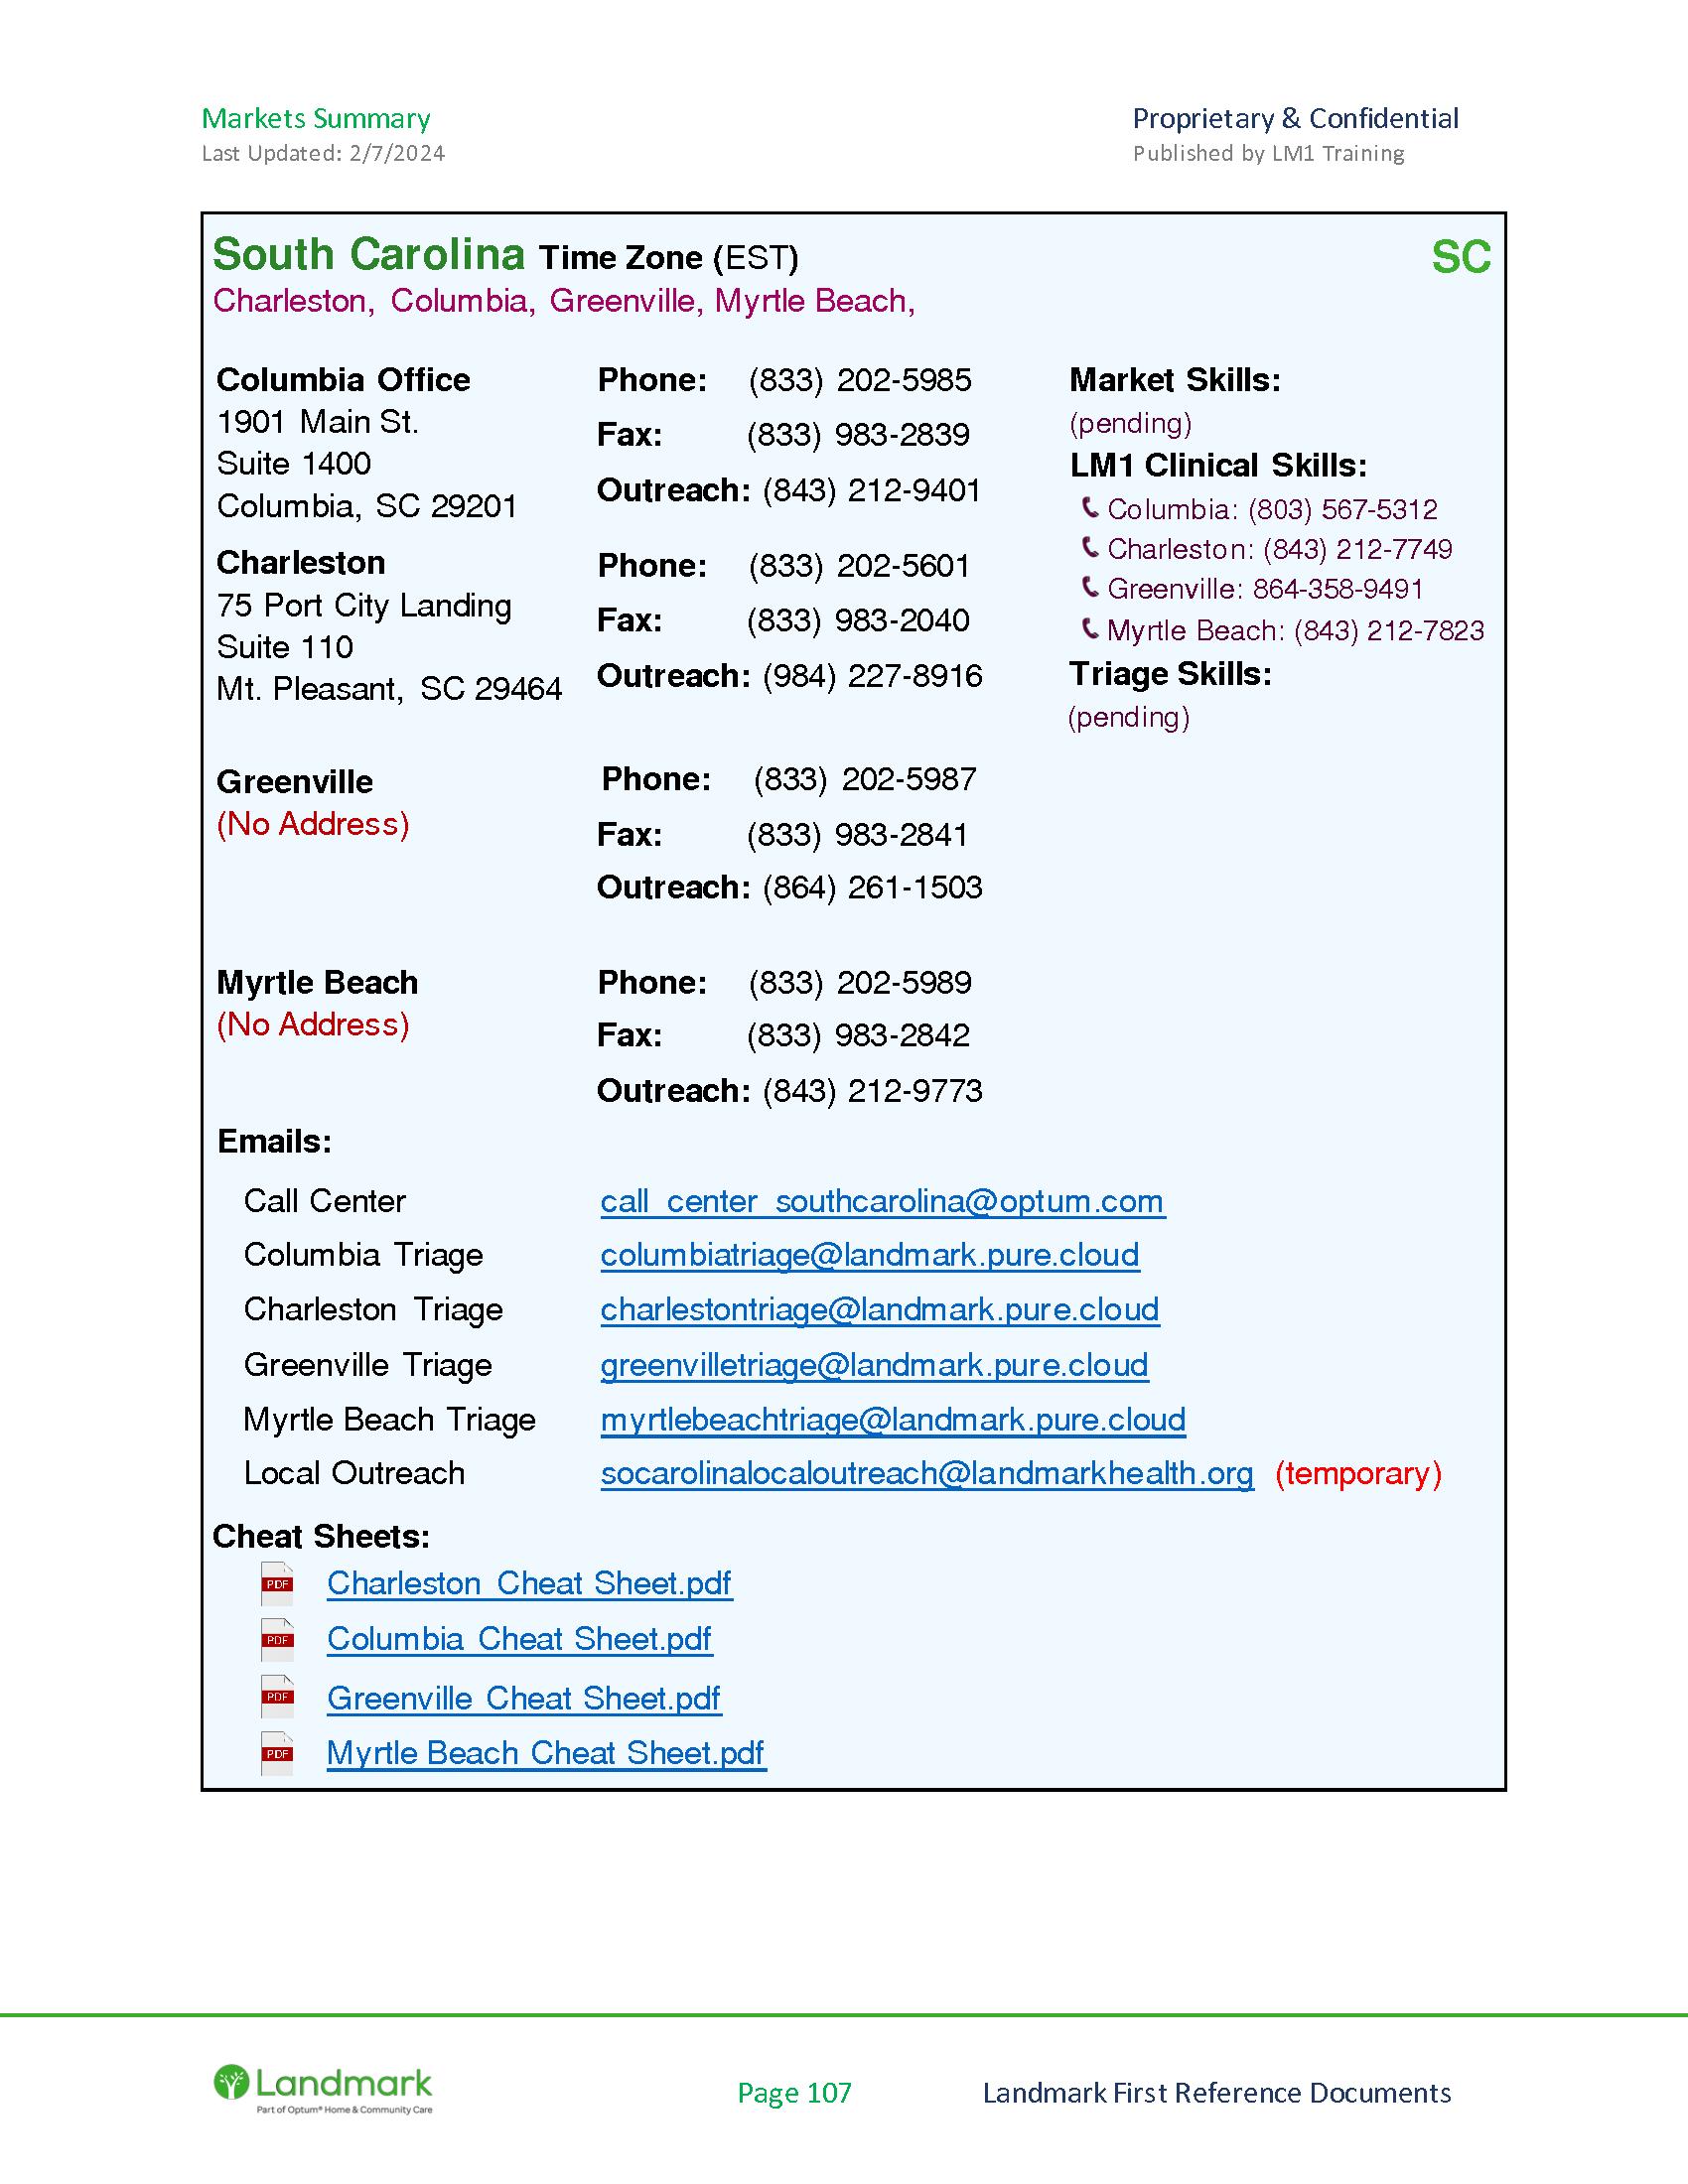 Markets Summary
Last Updated: 2/7/2024
Proprietary & Confidential
Published by LM1 Training
South Carolina Time Zone (EST)
SC
Charleston, Columbia, Greenville, Myrtle Beach,
Columbia Office
1901 Main St.
Suite 1400
Columbia, SC 29201
Phone: (833) 202-5985
Fax: (833) 983-2839
Outreach: (843) 212-9401
Charleston
75 Port City Landing
Suite 110
Mt. Pleasant, SC 29464
Phone: (833) 202-5601
Fax: (833) 983-2040
Outreach: (984) 227-8916
Market Skills:
(pending)
LM1 Clinical Skills:
Columbia: (803) 567-5312
Charleston: (843) 212-7749
Greenville: 864-358-9491
Myrtle Beach: (843) 212-7823
Triage Skills:
(pending)
Greenville
(No Address)
Phone: (833) 202-5987
Fax: (833) 983-2841
Outreach: (864) 261-1503
Myrtle Beach
(No Address)
Phone: (833) 202-5989
Fax: (833) 983-2842
Outreach: (843) 212-9773
Emails:
Call Center call_center_southcarolina@optum.com
Columbia Triage columbiatriage@landmark.pure.cloud
Charleston Triage charlestontriage@landmark.pure.cloud
Greenville Triage greenvilletriage@landmark.pure.cloud
Myrtle Beach Triage myrtlebeachtriage@landmark.pure.cloud
Local Outreach socarolinalocaloutreach@landmarkhealth.org (temporary)
Cheat Sheets:
PDF Charleston Cheat Sheet.pdf
PDF Columbia Cheat Sheet.pdf
PDF Greenville Cheat Sheet.pdf
PDF Myrtle Beach Cheat Sheet.pdf
Landmark
Part of Optum® Home & Community Care
Page 107
Landmark First Reference Documents